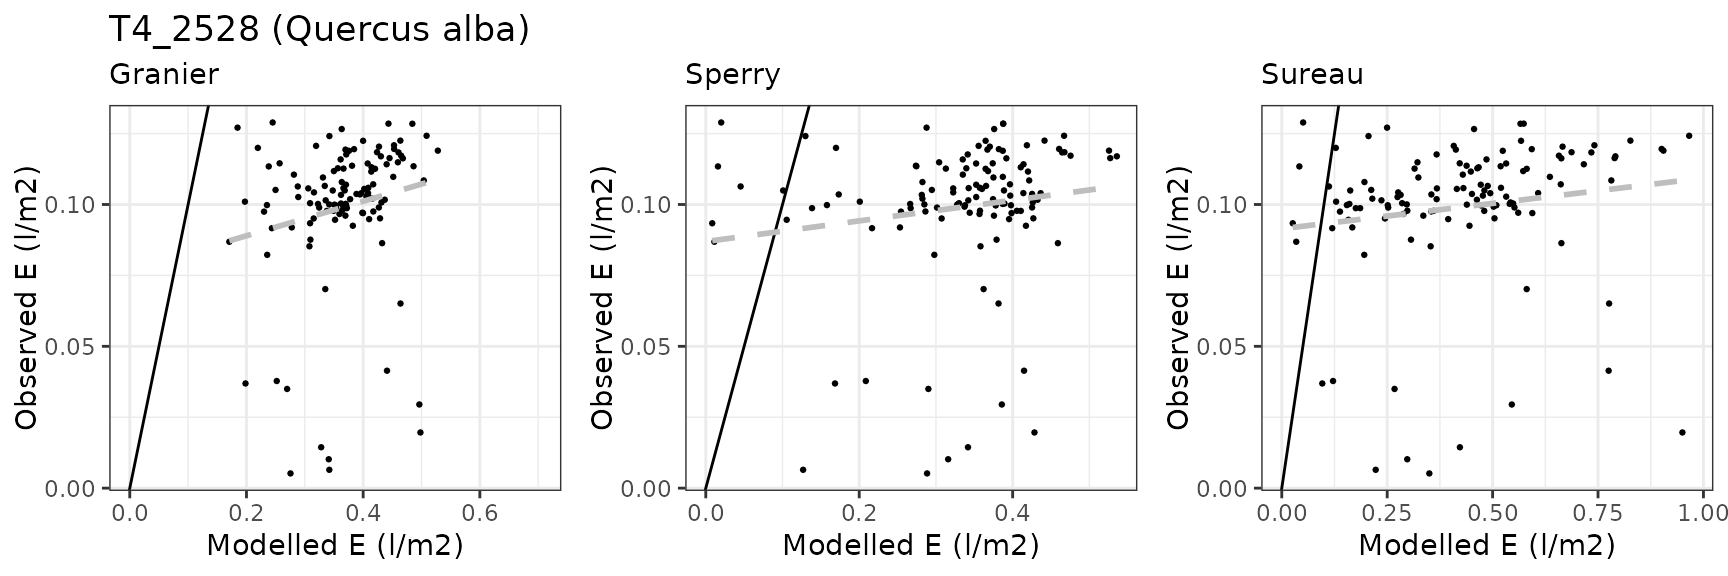 T4_2528 (Quercus alba)
Granier
Observed E (l/m2)
0.10
0.05
0.00
0.0 0.2 0.4 0.6
Modelled E (l/m2)
Sperry
Observed E (l/m2)
0.10
0.05
0.00
0.0 0.2 0.4
Modelled E (l/m2)
Sureau
Observed E (l/m2)
0.10
0.05
0.00
0.00 0.25 0.50 0.75 1.00
Modelled E (l/m2)